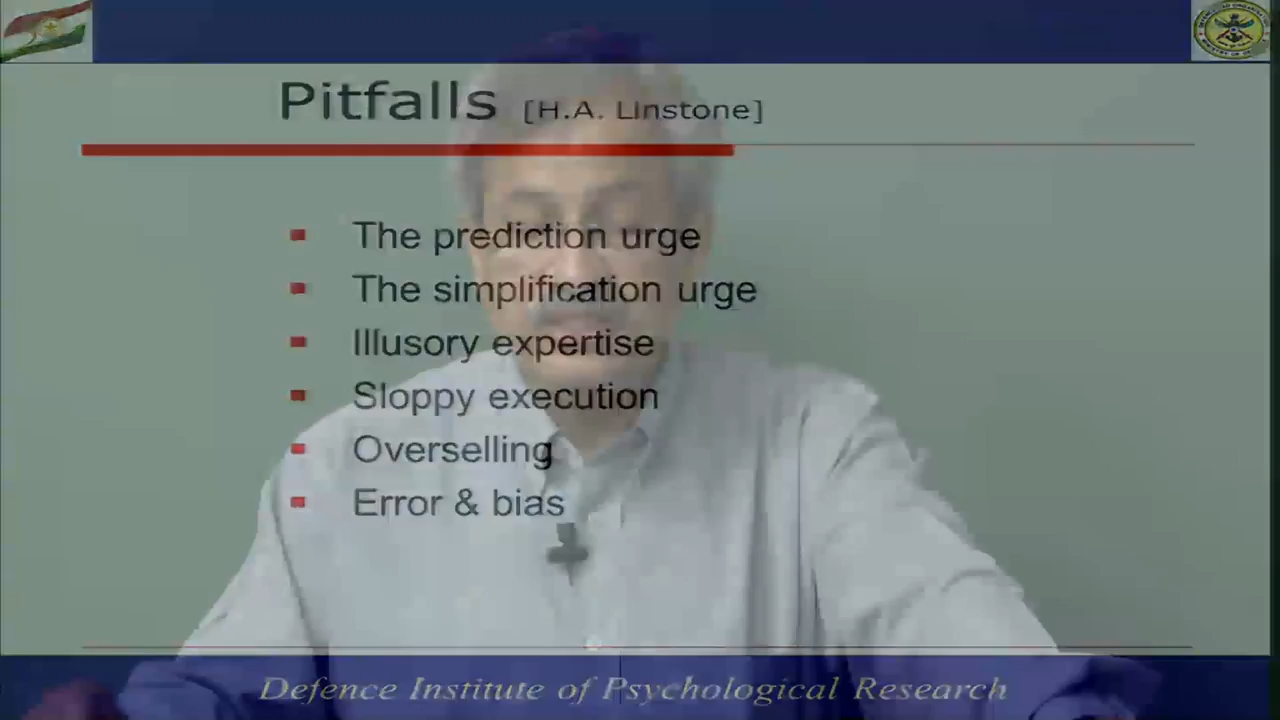 Pitfalls [H.A. Linstone]
The prediction urge
The simplification urge
Illusory expertise
Sloppy execution
Overselling
Error & bias
Defence Institute of Psychological Research